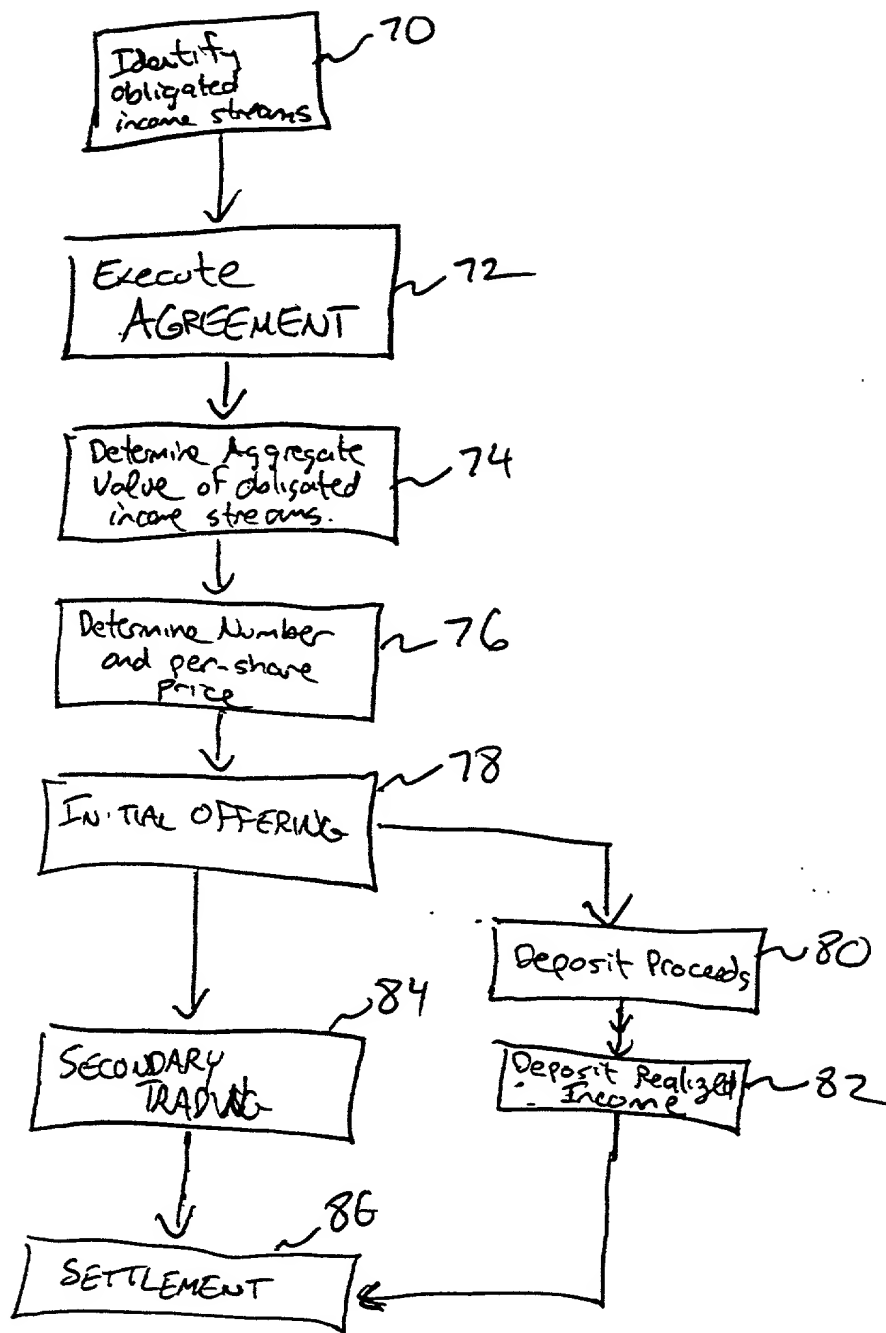 70
Identify
obligated
income streams
72
Execute
AGREEMENT
74
Determine Aggregate
Value of obligated
income streams.
76
Determine Number
and per-share
Price
78
INITIAL OFFERING
80
Deposit Proceeds
84
SECONDARY
TRADING
82
Deposit Realized
Income
86
SETTLEMENT